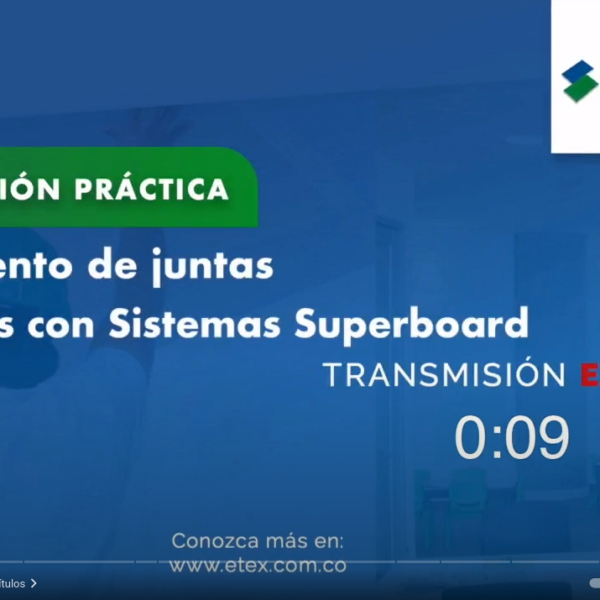 IÓN PRÁCTICA
ento de juntas
s con Sistemas Superboard
TRANSMISIÓN E
0:09
Conozca más en:
www.etex.com.co
ítulos